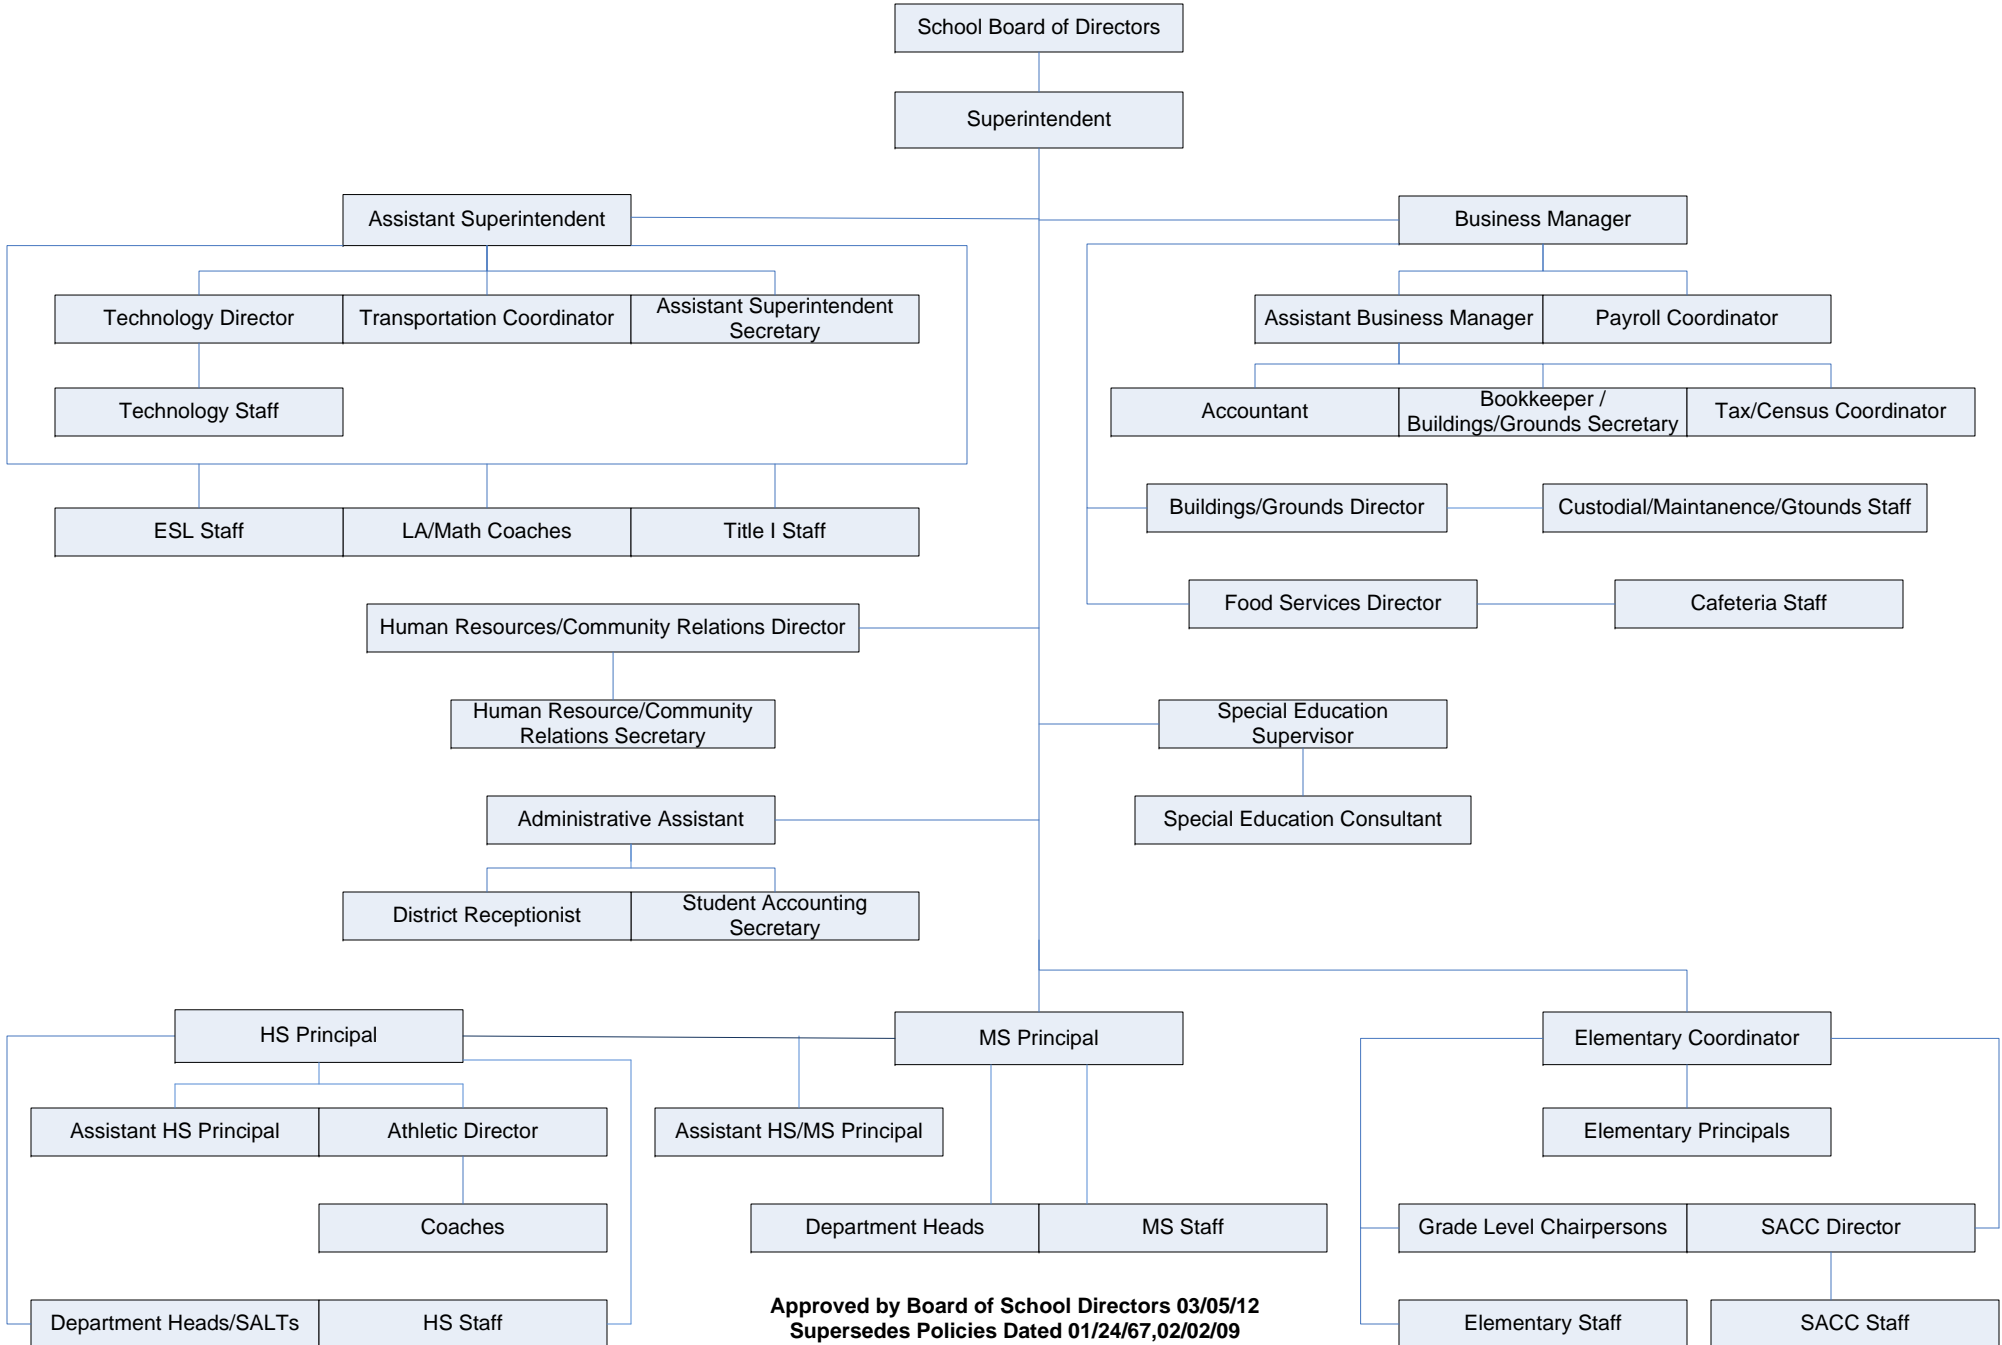 School Board of Directors
Superintendent
Assistant Superintendent
Business Manager
Technology Director
Transportation Coordinator
Assistant Superintendent
Secretary
Assistant Business Manager
Payroll Coordinator
Technology Staff
Accountant
Bookkeeper /
Buildings/Grounds Secretary
Tax/Census Coordinator
ESL Staff
LA/Math Coaches
Title I Staff
Buildings/Grounds Director
Custodial/Maintanence/Gtounds Staff
Food Services Director
Cafeteria Staff
Human Resources/Community Relations Director
Human Resource/Community
Relations Secretary
Special Education
Supervisor
Administrative Assistant
Special Education Consultant
District Receptionist
Student Accounting
Secretary
HS Principal
MS Principal
Elementary Coordinator
Assistant HS Principal
Athletic Director
Assistant HS/MS Principal
Elementary Principals
Coaches
Department Heads
MS Staff
Grade Level Chairpersons
SACC Director
Department Heads/SALTs
HS Staff
Approved by Board of School Directors 03/05/12
Supersedes Policies Dated 01/24/67,02/02/09
Elementary Staff
SACC Staff